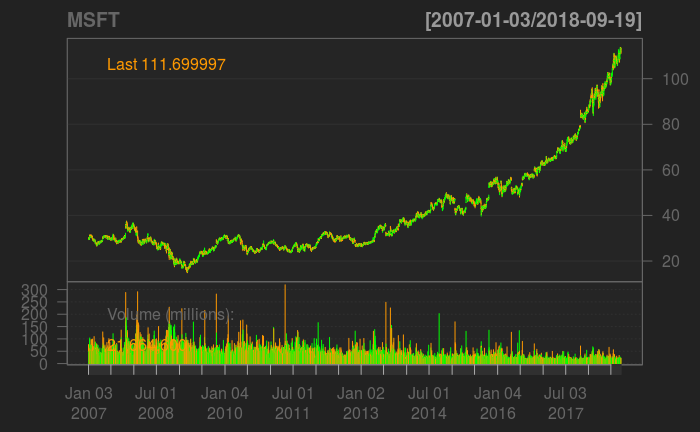 MSFT [2007-01-03/2018-09-19]
Last 111.699997
100
80
60
40
20
300
250
200
150
100
50
0
Volume (millions):
Jan 03 2007
Jul 01 2008
Jan 04 2010
Jul 01 2011
Jan 02 2013
Jul 01 2014
Jan 04 2016
Jul 03 2017